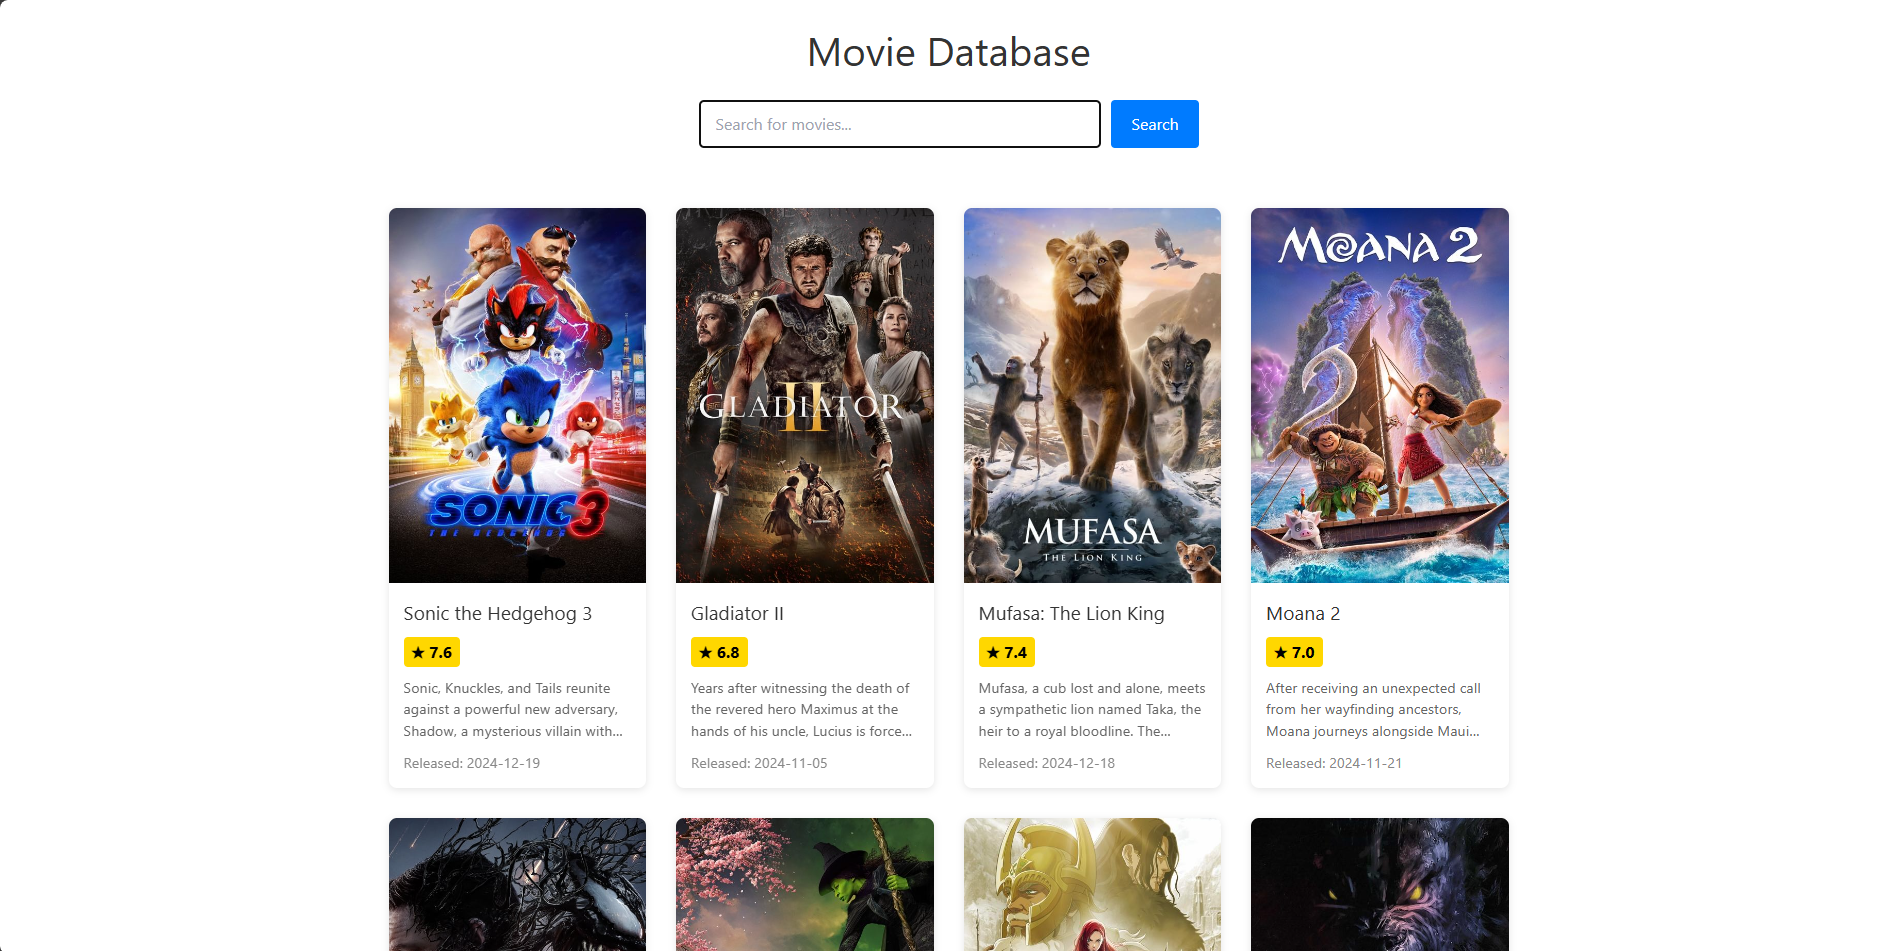 Movie Database
Search for movies...
Search
SONIC 3
THE HEDGEHOG
GLADIATOR
II
MUFASA
THE LION KING
MOANA 2
Sonic the Hedgehog 3
★ 7.6
Sonic, Knuckles, and Tails reunite
against a powerful new adversary,
Shadow, a mysterious villain with...
Released: 2024-12-19
Gladiator II
★ 6.8
Years after witnessing the death of
the revered hero Maximus at the
hands of his uncle, Lucius is force...
Released: 2024-11-05
Mufasa: The Lion King
★ 7.4
Mufasa, a cub lost and alone, meets
a sympathetic lion named Taka, the
heir to a royal bloodline. The...
Released: 2024-12-18
Moana 2
★ 7.0
After receiving an unexpected call
from her wayfinding ancestors,
Moana journeys alongside Maui...
Released: 2024-11-21